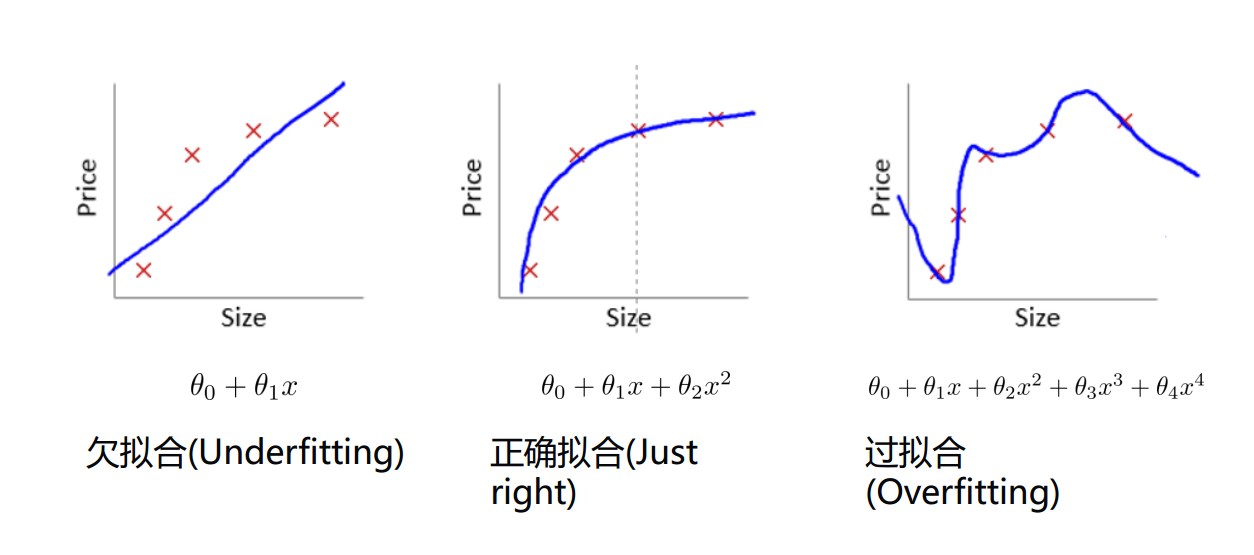 Price
Size
θ₀ + θ₁x
欠拟合(Underfitting)
Price
Size
θ₀ + θ₁x + θ₂x²
正确拟合(Just
right)
Price
Size
θ₀ + θ₁x + θ₂x² + θ₃x³ + θ₄x⁴
过拟合
(Overfitting)